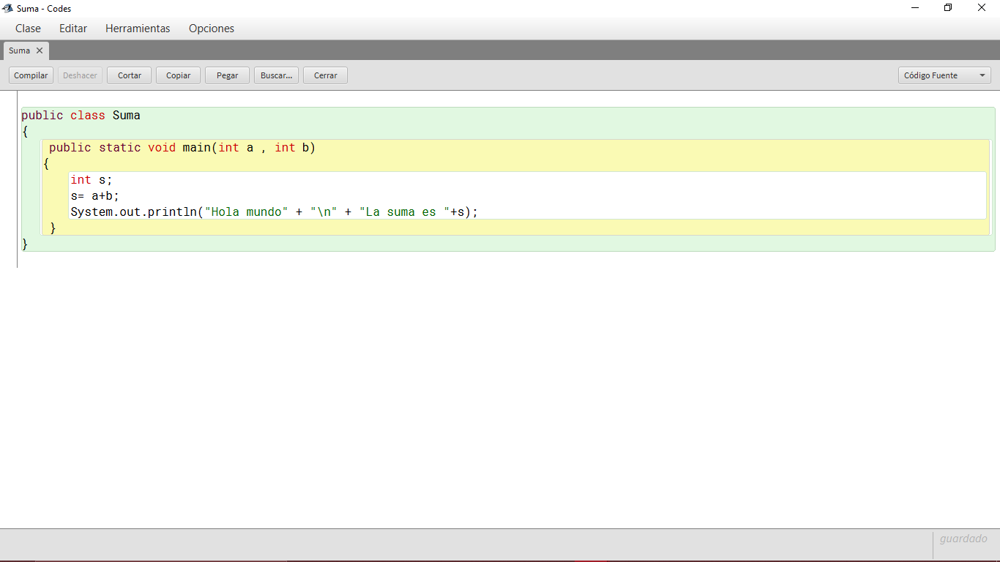 Suma - Codes
Clase Editar Herramientas Opciones
Suma
Compilar Deshacer Cortar Copiar Pegar Buscar... Cerrar Código Fuente
public class Suma
{
public static void main(int a , int b)
{
int s;
s= a+b;
System.out.println("Hola mundo" + "\n" + "La suma es "+s);
}
}
guardado